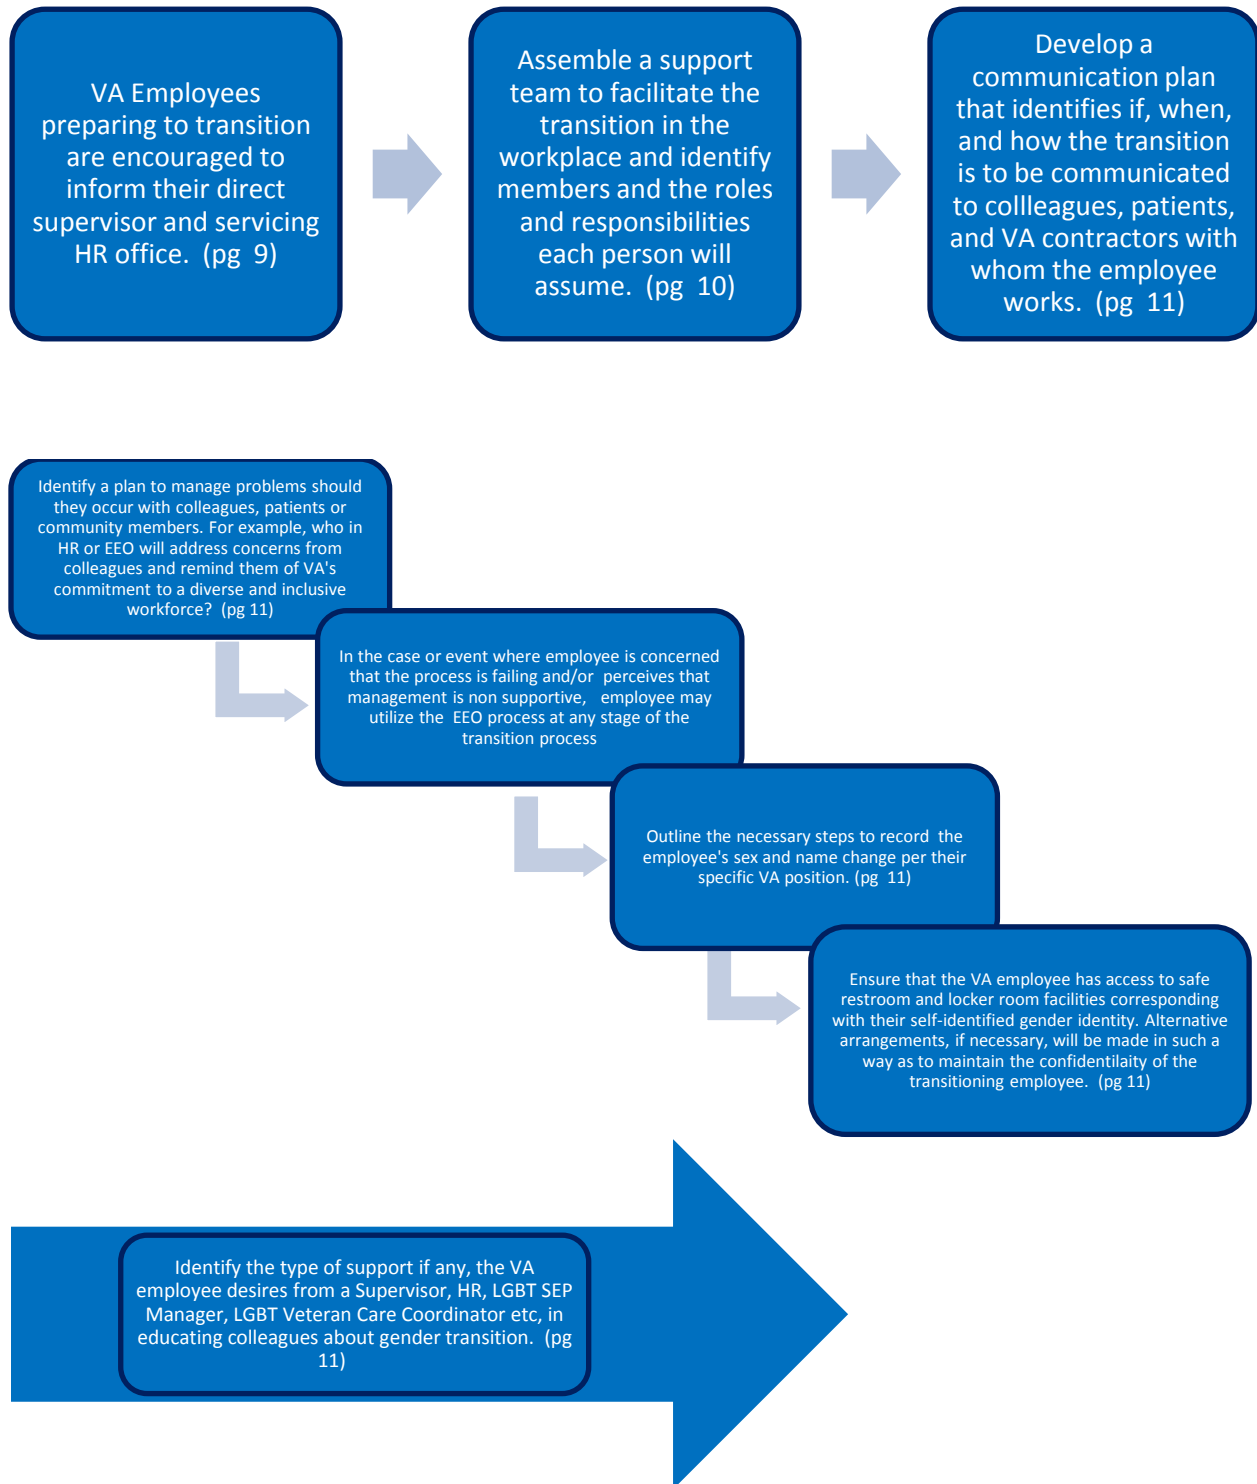 VA Employees
preparing to transition
are encouraged to
inform their direct
supervisor and servicing
HR office.  (pg  9)
Assemble a support
team to facilitate the
transition in the
workplace and identify
members and the roles
and responsibilities
each person will
assume.  (pg  10)
Develop a
communication plan
that identifies if, when,
and how the transition
is to be communicated
to collleagues, patients,
and VA contractors with
whom the employee
works.  (pg  11)
Identify a plan to manage problems should
they occur with colleagues, patients or
community members. For example, who in
HR or EEO will address concerns from
colleagues and remind them of VA's
commitment to a diverse and inclusive
workforce?  (pg 11)
In the case or event where employee is concerned
that the process is failing and/or  perceives that
management is non supportive,   employee may
utilize the  EEO process at any stage of the
transition process
Outline the necessary steps to record  the
employee's sex and name change per their
specific VA position. (pg  11)
Ensure that the VA employee has access to safe
restroom and locker room facilities corresponding
with their self-identified gender identity. Alternative
arrangements, if necessary, will be made in such a
way as to maintain the confidentilaity of the
transitioning employee.  (pg 11)
Identify the type of support if any, the VA
employee desires from a Supervisor, HR, LGBT SEP
Manager, LGBT Veteran Care Coordinator etc, in
educating colleagues about gender transition.  (pg
11)